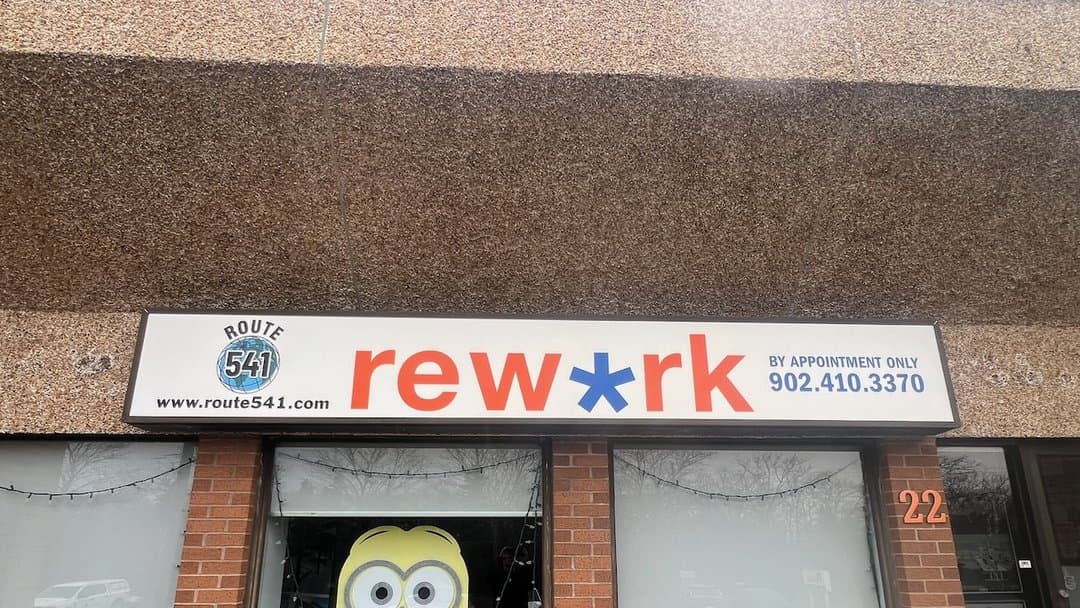 ROUTE
541
www.route541.com
rew*rk
BY APPOINTMENT ONLY
902.410.3370
22